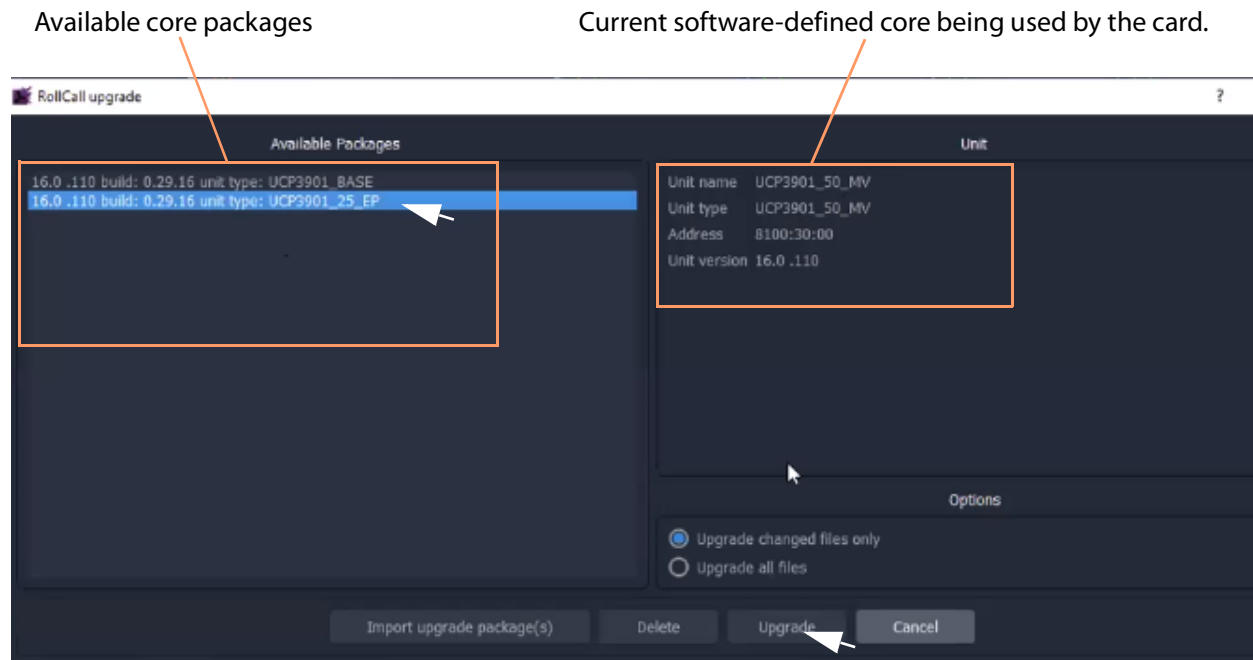 Available core packages
Current software-defined core being used by the card.
RollCall upgrade
?
Available Packages
16.0 .110 build: 0.29.16 unit type: UCP3901_BASE
16.0 .110 build: 0.29.16 unit type: UCP3901_25_EP
Unit
Unit name UCP3901_50_MV
Unit type UCP3901_50_MV
Address 8100:30:00
Unit version 16.0 .110
Options
Upgrade changed files only
Upgrade all files
Import upgrade package(s)
Delete
Upgrade
Cancel